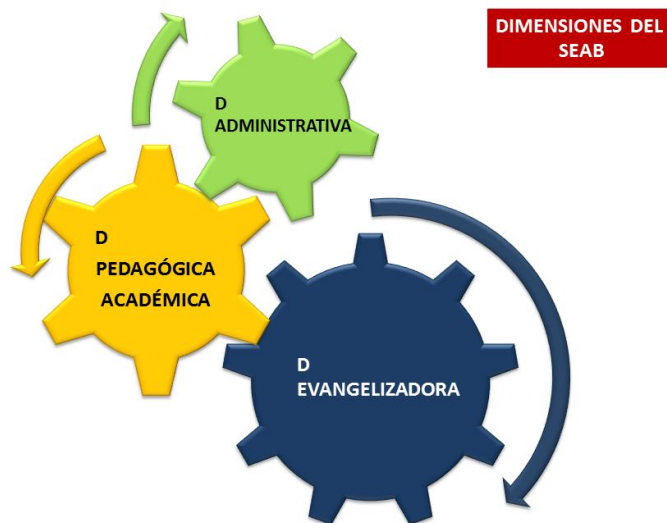 DIMENSIONES DEL
SEAB
D
ADMINISTRATIVA
D
PEDAGÓGICA
ACADÉMICA
D
EVANGELIZADORA